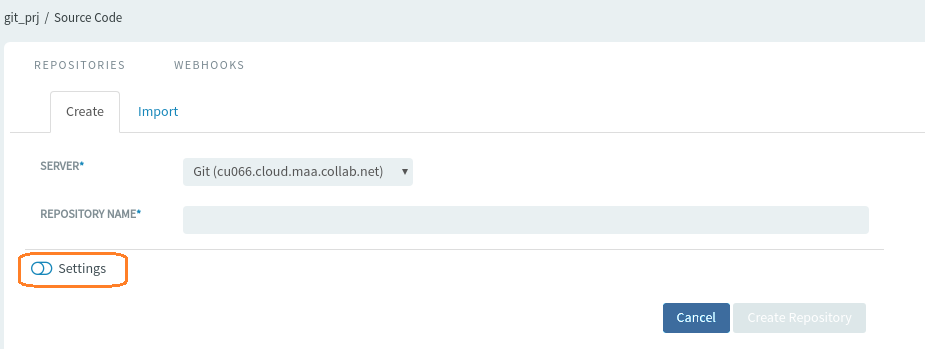 git_prj / Source Code
REPOSITORIES WEBHOOKS
Create Import
SERVER* Git (cu066.cloud.maa.collab.net)
REPOSITORY NAME*
Settings
Cancel Create Repository